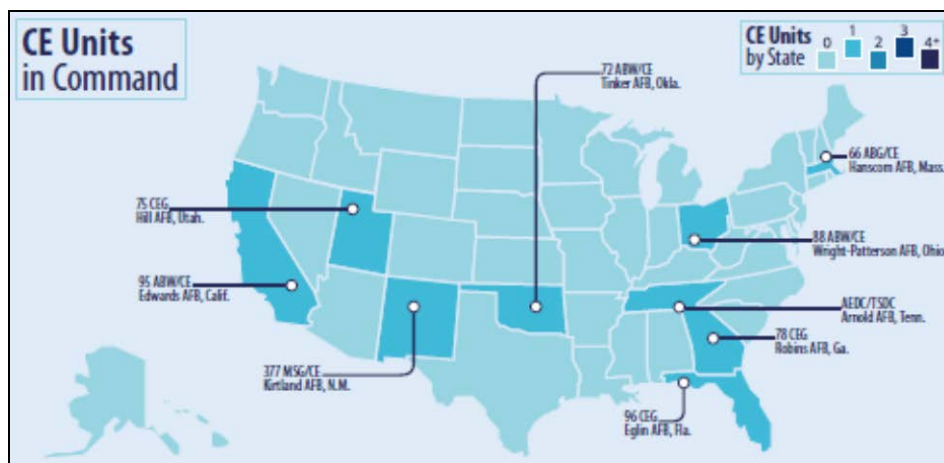 CE Units
in Command
CE Units
by State
0
1
2
3
4+
72 ABW/CE
Tinker AFB, Okla.
66 ABG/CE
Hanscom AFB, Mass.
75 CEG
Hill AFB, Utah.
88 ABW/CE
Wright-Patterson AFB, Ohio
95 ABW/CE
Edwards AFB, Calif.
AEDC/TSDC
Arnold AFB, Tenn.
78 CEG
Robins AFB, Ga.
377 MSG/CE
Kirtland AFB, N.M.
96 CEG
Eglin AFB, Fla.